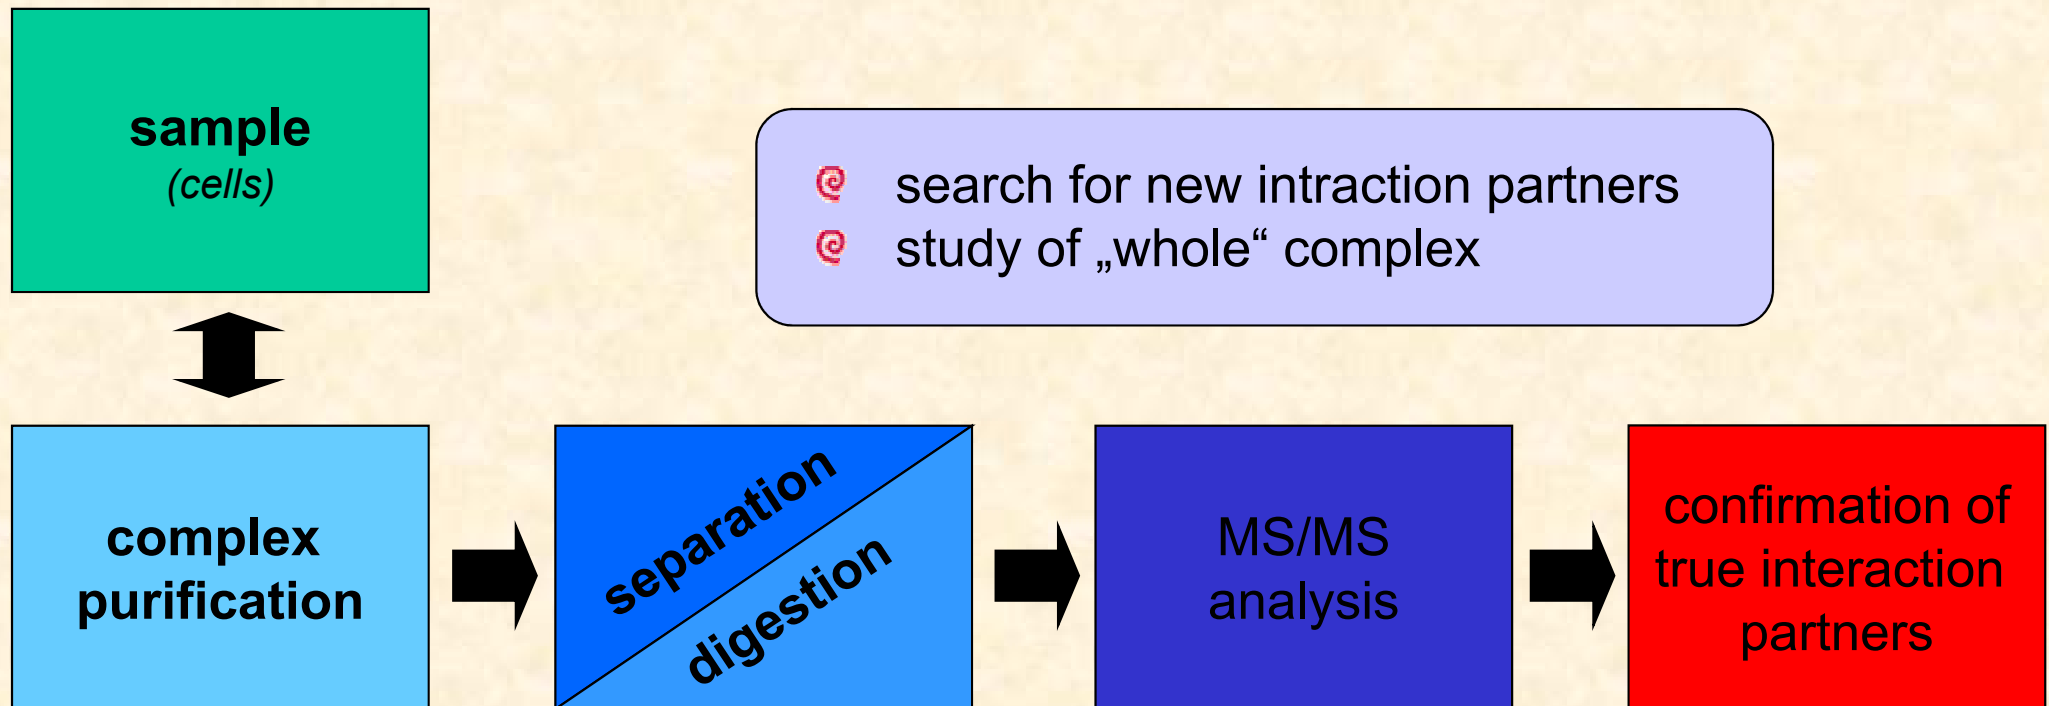 sample
(cells)
search for new intraction partners
study of „whole“ complex
complex
purification
separation
digestion
MS/MS
analysis
confirmation of
true interaction
partners